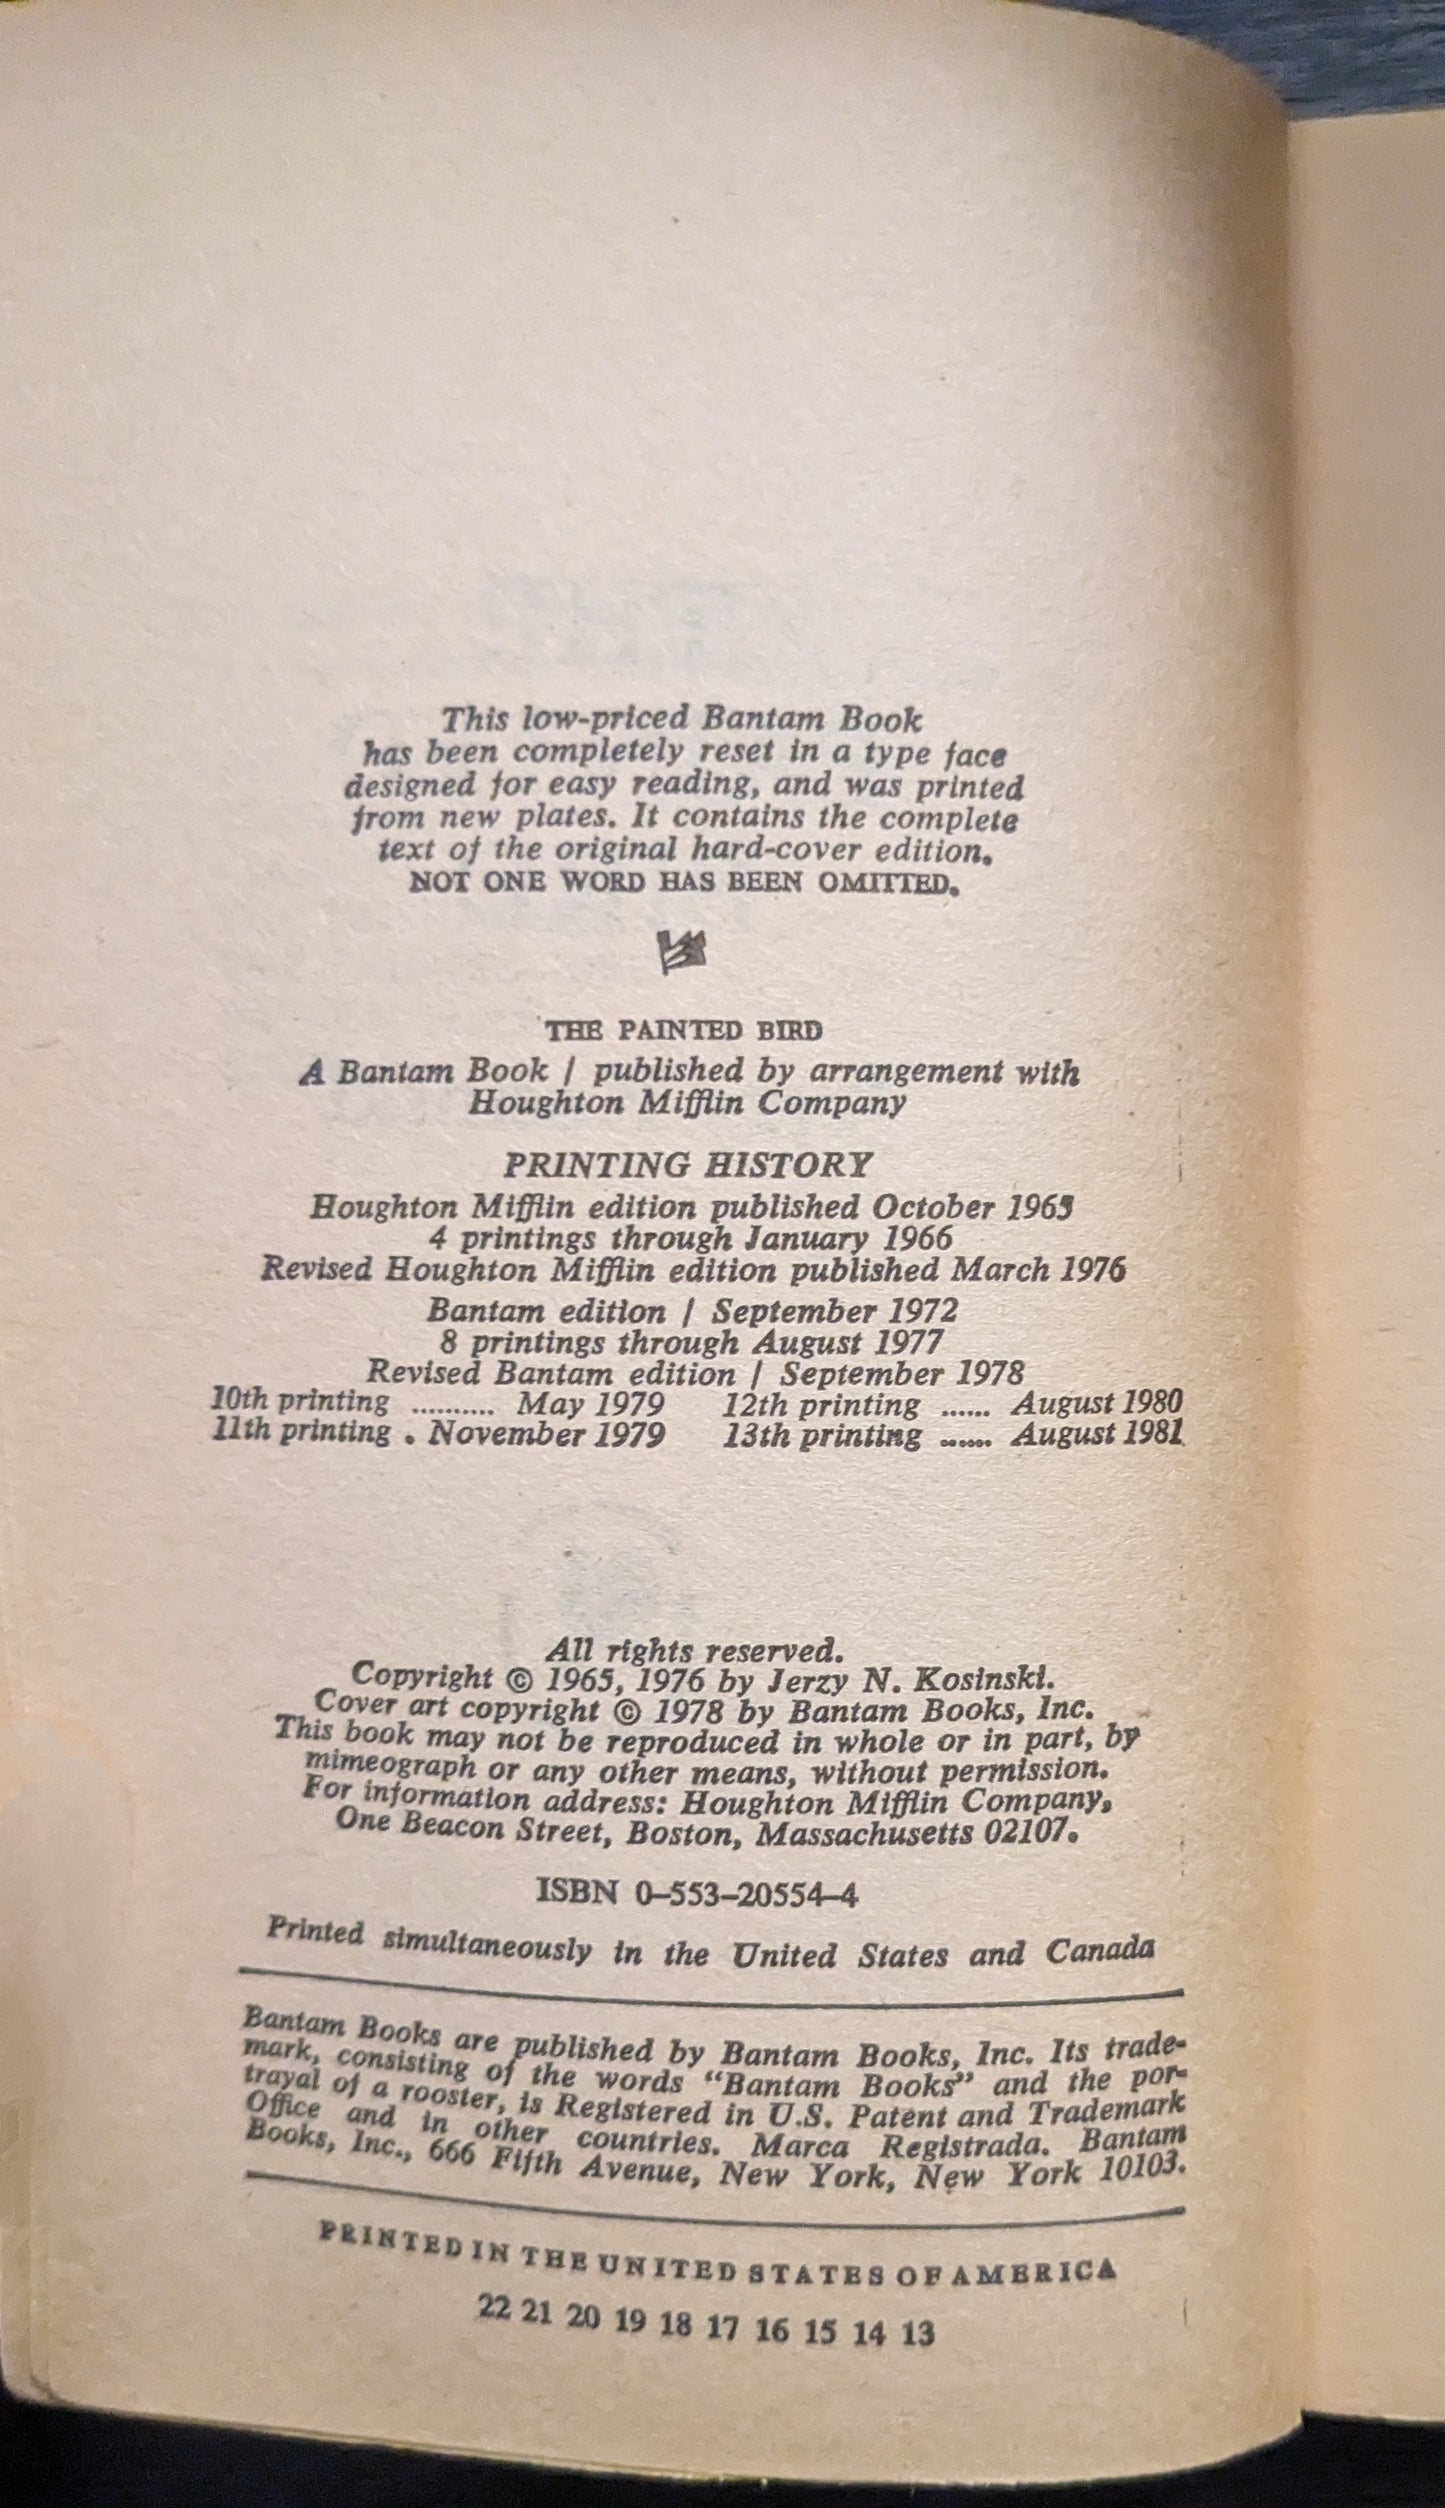 This low-priced Bantam Book
has been completely reset in a type face
designed for easy reading, and was printed
from new plates. It contains the complete
text of the original hard-cover edition.
NOT ONE WORD HAS BEEN OMITTED.
THE PAINTED BIRD
A Bantam Book / published by arrangement with
Houghton Mifflin Company
PRINTING HISTORY
Houghton Mifflin edition published October 1965
4 printings through January 1966
Revised Houghton Mifflin edition published March 1976
Bantam edition / September 1972
8 printings through August 1977
Revised Bantam edition / September 1978
10th printing .......... May 1979 12th printing ...... August 1980
11th printing . November 1979 13th printing ...... August 1981
All rights reserved.
Copyright © 1965, 1976 by Jerzy N. Kosinski.
Cover art copyright © 1978 by Bantam Books, Inc.
This book may not be reproduced in whole or in part, by
mimeograph or any other means, without permission.
For information address: Houghton Mifflin Company,
One Beacon Street, Boston, Massachusetts 02107.
ISBN 0-553-20554-4
Printed simultaneously in the United States and Canada
Bantam Books are published by Bantam Books, Inc. Its trade-
mark, consisting of the words "Bantam Books" and the por-
trayal of a rooster, is Registered in U.S. Patent and Trademark
Office and in other countries. Marca Registrada. Bantam
Books, Inc., 666 Fifth Avenue, New York, New York 10103.
PRINTED IN THE UNITED STATES OF AMERICA
22 21 20 19 18 17 16 15 14 13